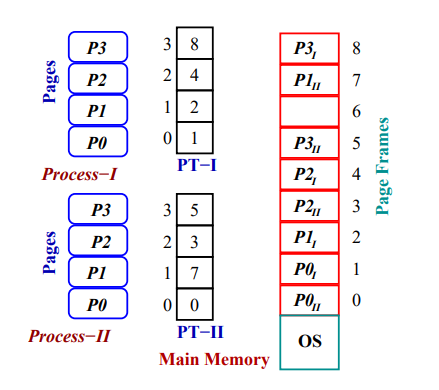 Pages
P3
P2
P1
P0
Process−I
3 8
2 4
1 2
0 1
PT−I
Pages
P3
P2
P1
P0
Process−II
3 5
2 3
1 7
0 0
PT−II
Main Memory
P3I 8
P1II 7
6
P3II 5
P2I 4
P2II 3
P1I 2
P0I 1
P0II 0
OS
Page Frames